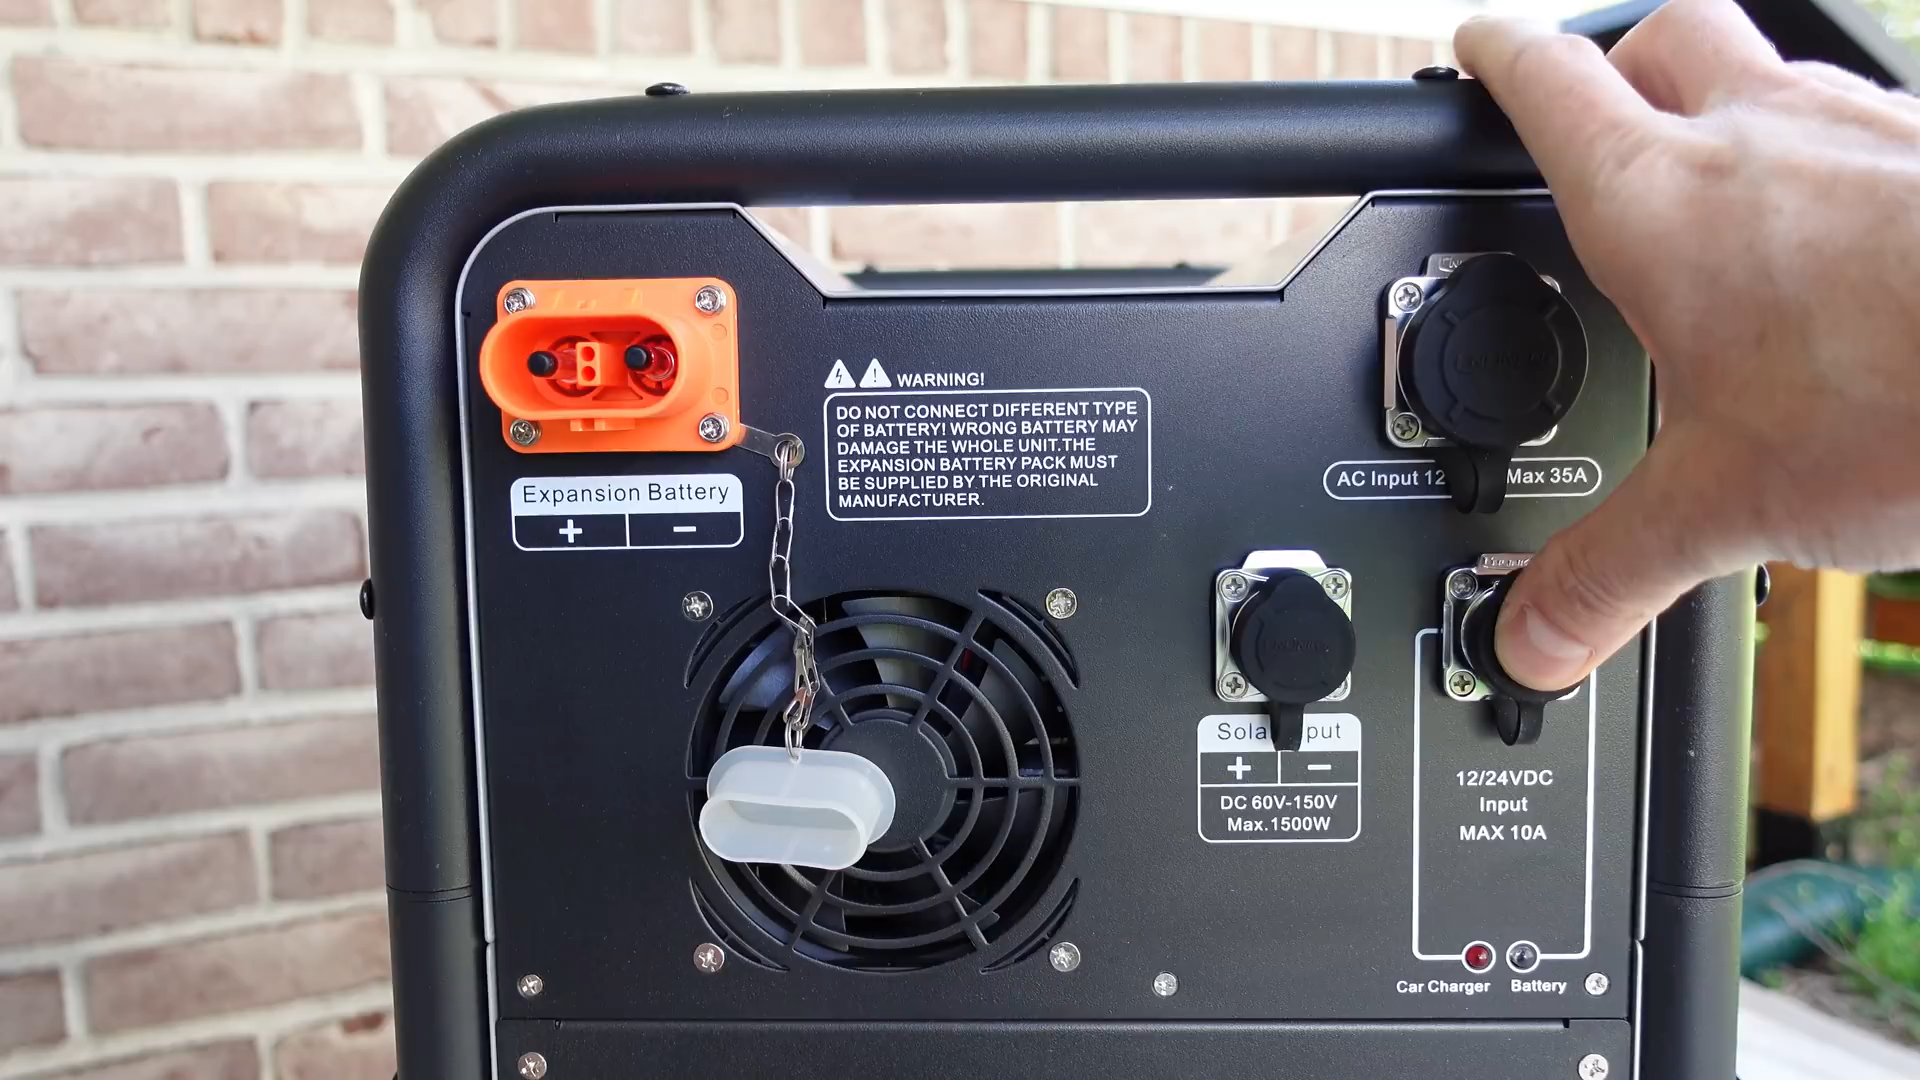 WARNING!
DO NOT CONNECT DIFFERENT TYPE
OF BATTERY! WRONG BATTERY MAY
DAMAGE THE WHOLE UNIT.THE
EXPANSION BATTERY PACK MUST
BE SUPPLIED BY THE ORIGINAL
MANUFACTURER.
Expansion Battery
+ −
AC Input 12 Max 35A
Sola put
+ −
DC 60V-150V
Max.1500W
12/24VDC
Input
MAX 10A
Car Charger Battery